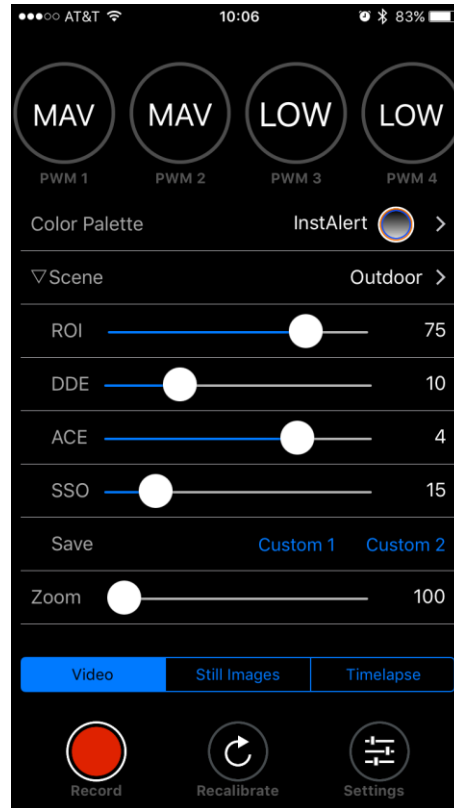 AT&T 10:06 83%
MAV MAV LOW LOW
PWM 1 PWM 2 PWM 3 PWM 4
Color Palette InstAlert >
▽Scene Outdoor >
ROI 75
DDE 10
ACE 4
SSO 15
Save Custom 1 Custom 2
Zoom 100
Video Still Images Timelapse
Record Recalibrate Settings